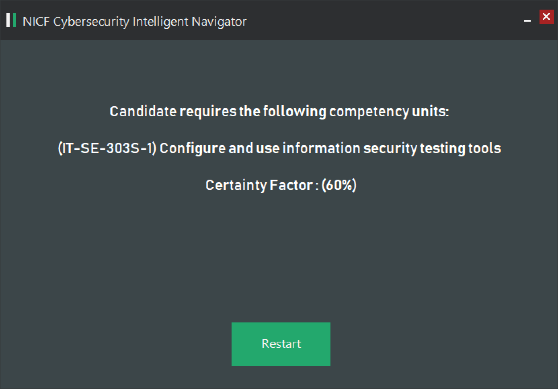 NICF Cybersecurity Intelligent Navigator
Candidate requires the following competency units:
(IT-SE-303S-1) Configure and use information security testing tools
Certainty Factor : (60%)
Restart